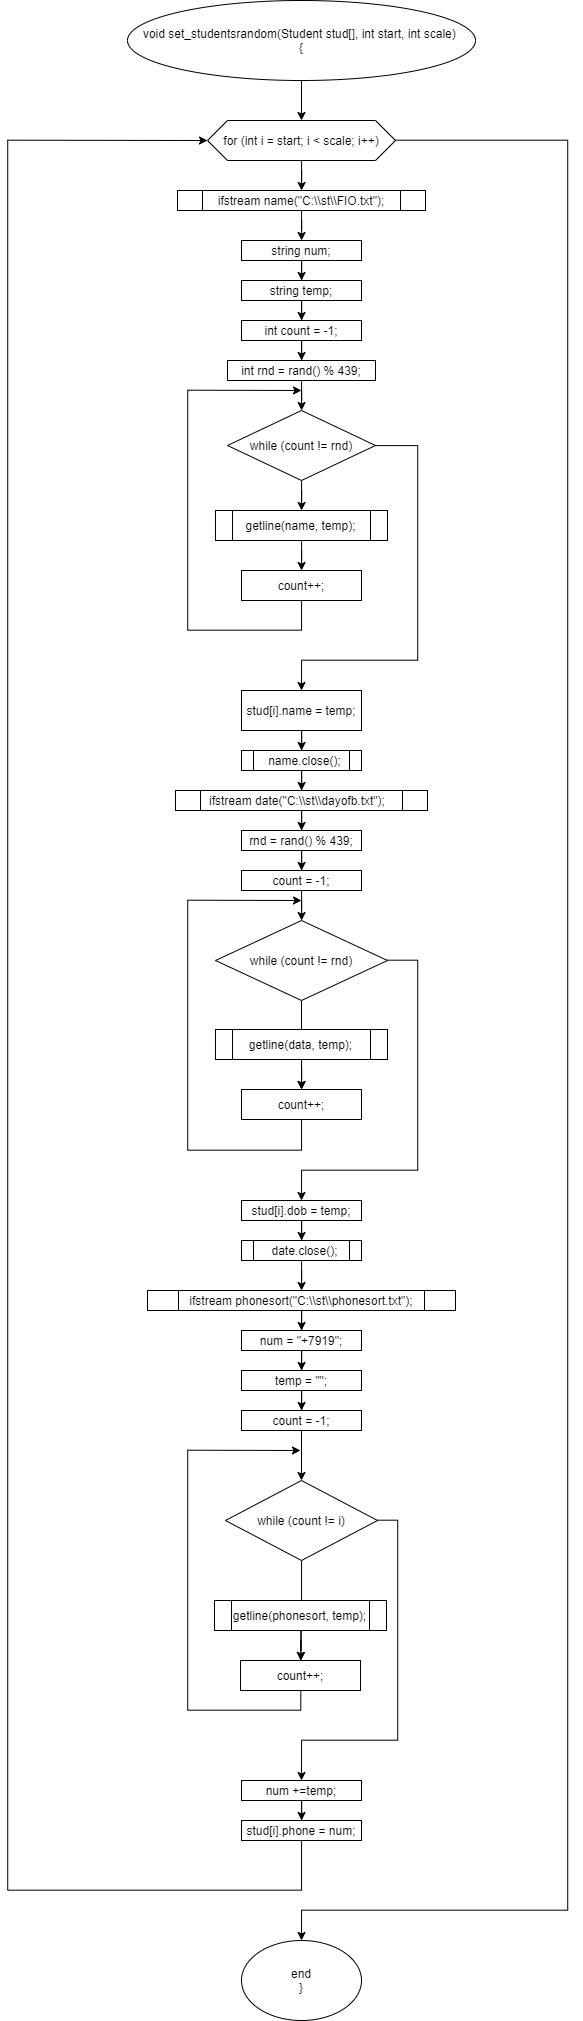 void set_studentsrandom(Student stud[], int start, int scale)
{
for (int i = start; i < scale; i++)
ifstream name("C:\\st\\FIO.txt");
string num;
string temp;
int count = -1;
int rnd = rand() % 439;
while (count != rnd)
getline(name, temp);
count++;
stud[i].name = temp;
name.close();
ifstream date("C:\\st\\dayofb.txt");
rnd = rand() % 439;
count = -1;
while (count != rnd)
getline(data, temp);
count++;
stud[i].dob = temp;
date.close();
ifstream phonesort("C:\\st\\phonesort.txt");
num = "+7919";
temp = "";
count = -1;
while (count != i)
getline(phonesort, temp);
count++;
num +=temp;
stud[i].phone = num;
end
}